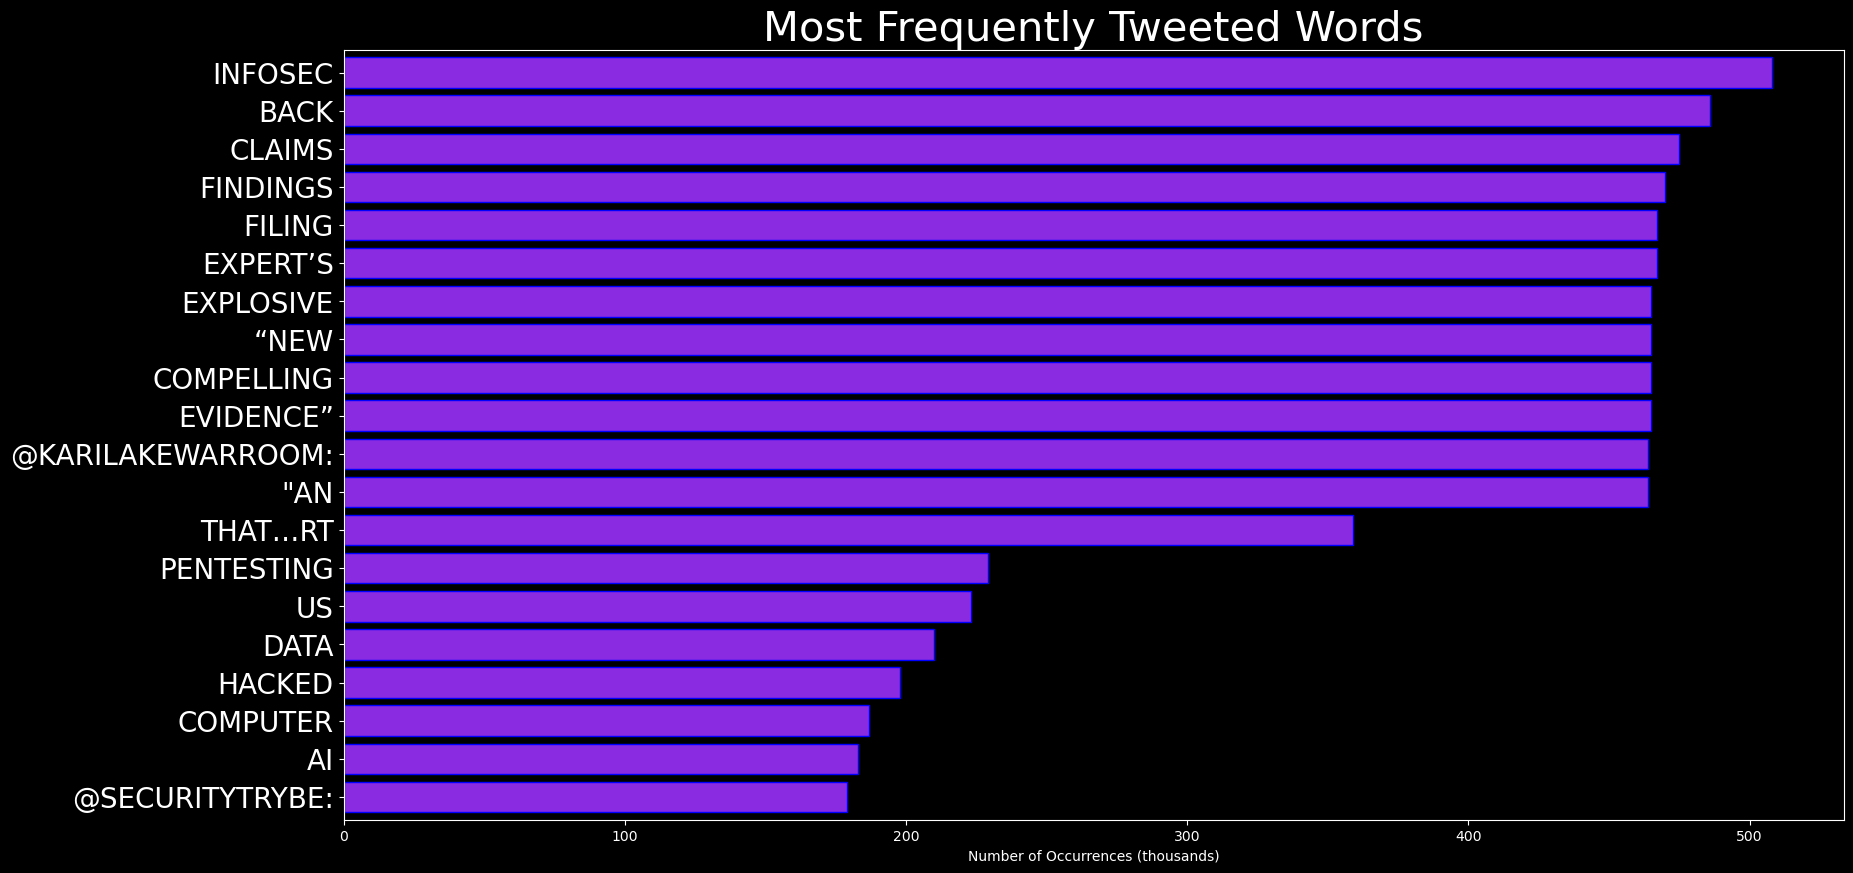 Most Frequently Tweeted Words
INFOSEC
BACK
CLAIMS
FINDINGS
FILING
EXPERT’S
EXPLOSIVE
“NEW
COMPELLING
EVIDENCE”
@KARILAKEWARROOM:
"AN
THAT…RT
PENTESTING
US
DATA
HACKED
COMPUTER
AI
@SECURITYTRYBE:
0 100 200 300 400 500
Number of Occurrences (thousands)